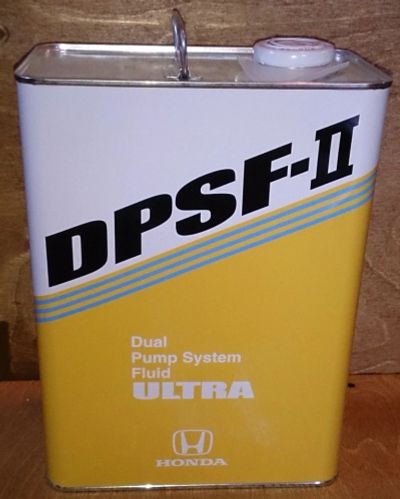 DPSF-II
Dual
Pump System
Fluid
ULTRA
HONDA